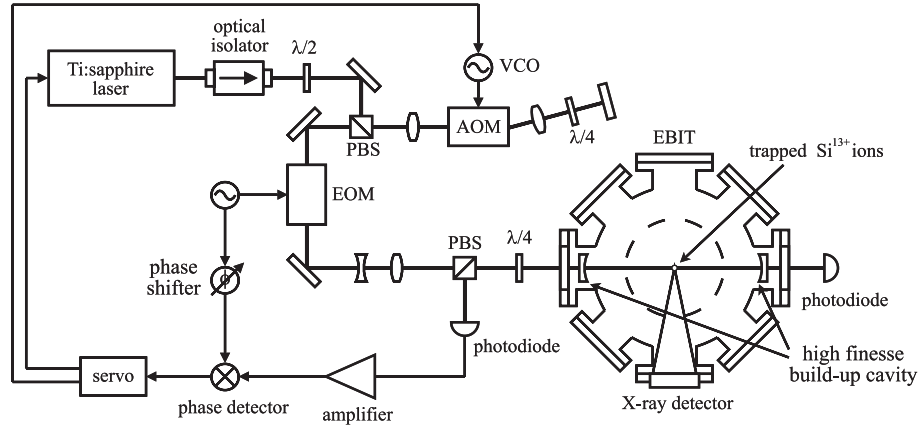 optical
isolator
λ/2
Ti:sapphire
laser
VCO
AOM
λ/4
PBS
EBIT
trapped Si¹³⁺ ions
EOM
PBS
λ/4
phase
shifter
ϕ
photodiode
photodiode
high finesse
build-up cavity
servo
phase detector
amplifier
X-ray detector